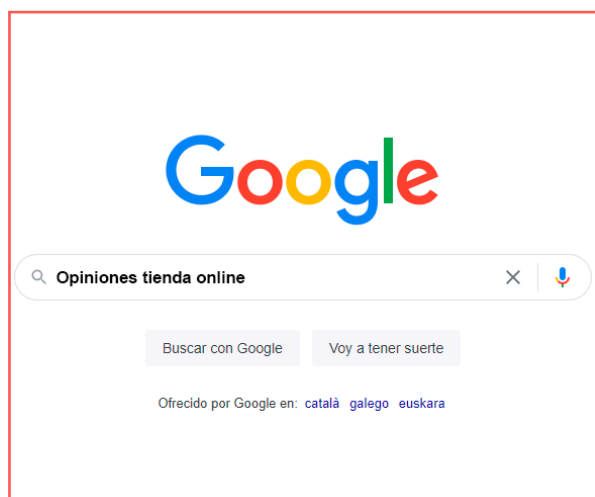 Google
Opiniones tienda online
Buscar con Google Voy a tener suerte
Ofrecido por Google en: català galego euskara